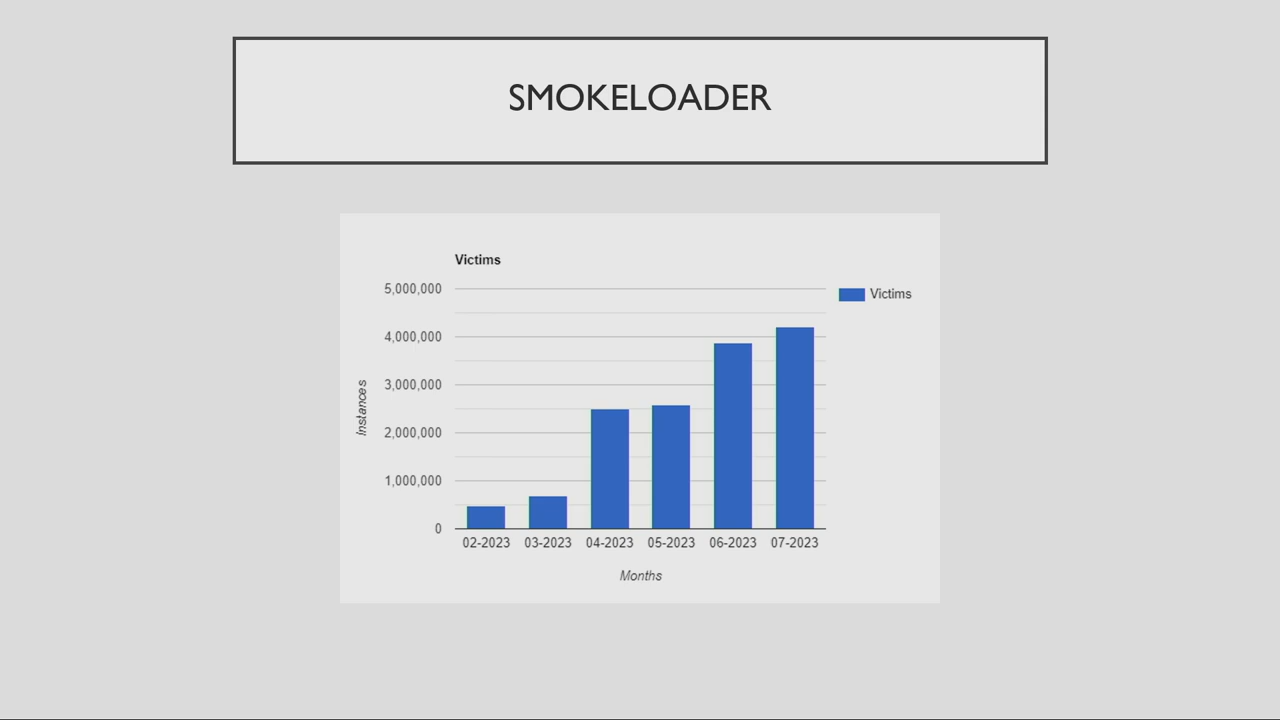 SMOKELOADER
Victims
5,000,000
Victims
4,000,000
3,000,000
Instances
2,000,000
1,000,000
0
02-2023 03-2023 04-2023 05-2023 06-2023 07-2023
Months